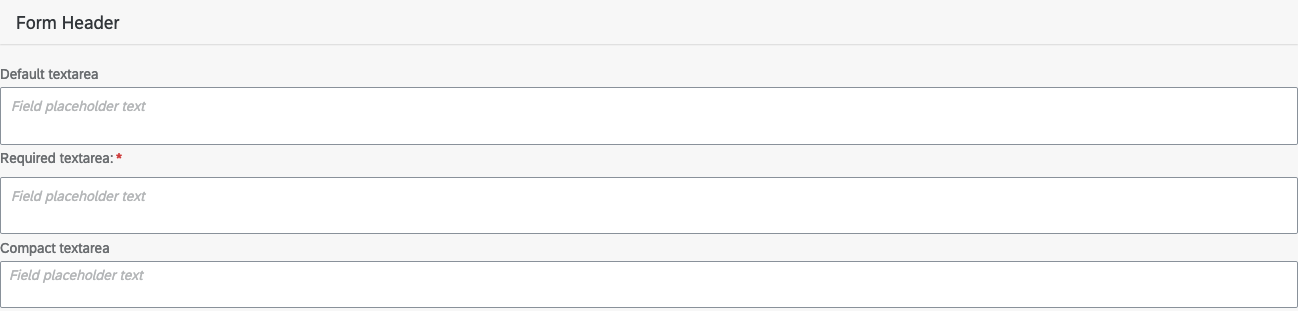 Form Header
Default textarea
Field placeholder text
Required textarea:*
Field placeholder text
Compact textarea
Field placeholder text